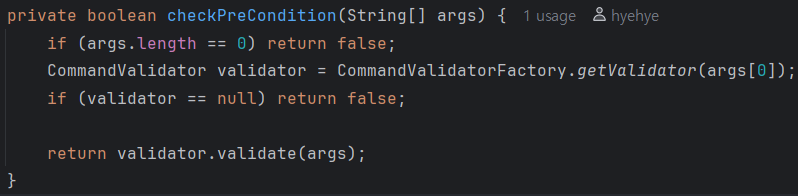 private boolean checkPreCondition(String[] args) { 1 usage hyehye
if (args.length == 0) return false;
CommandValidator validator = CommandValidatorFactory.getValidator(args[0]);
if (validator == null) return false;
return validator.validate(args);
}